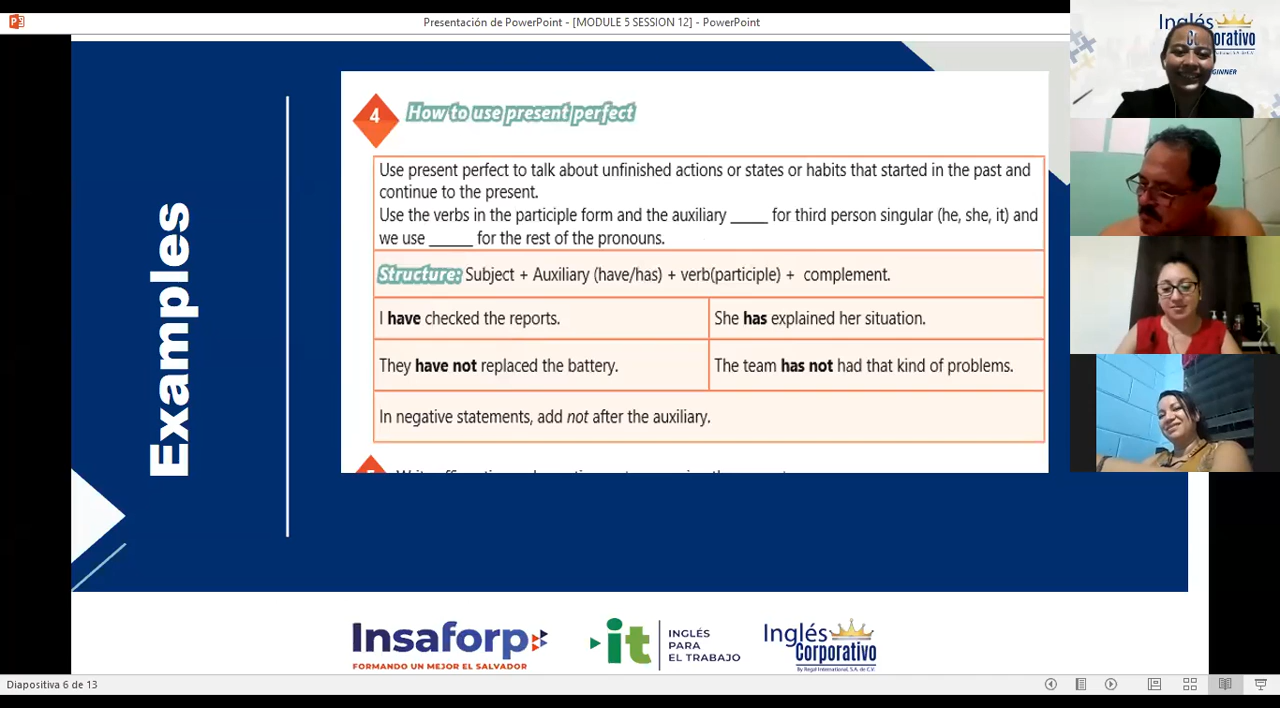 Presentación de PowerPoint - [MODULE 5 SESSION 12] - PowerPoint
Inglés
Examples
4
How to use present perfect
Use present perfect to talk about unfinished actions or states or habits that started in the past and
continue to the present.
Use the verbs in the participle form and the auxiliary _____ for third person singular (he, she, it) and
we use ______ for the rest of the pronouns.
Structure: Subject + Auxiliary (have/has) + verb(participle) + complement.
I have checked the reports.
She has explained her situation.
They have not replaced the battery.
The team has not had that kind of problems.
In negative statements, add not after the auxiliary.
Insaforp
FORMANDO UN MEJOR EL SALVADOR
it
INGLÉS
PARA
EL TRABAJO
Inglés
Corporativo
By Regal International, S.A. de C.V.
Diapositiva 6 de 13